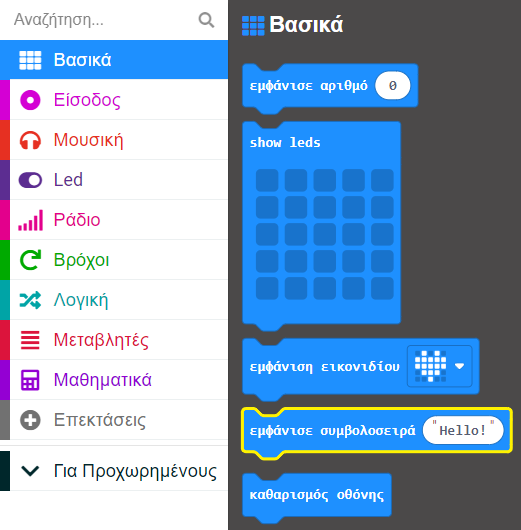 Αναζήτηση...
Βασικά
Είσοδος
Μουσική
Led
Ράδιο
Βρόχοι
Λογική
Μεταβλητές
Μαθηματικά
Επεκτάσεις
Για Προχωρημένους
Βασικά
εμφάνισε αριθμό 0
show leds
εμφάνιση εικονιδίου
εμφάνισε συμβολοσειρά "Hello!"
καθαρισμός οθόνης